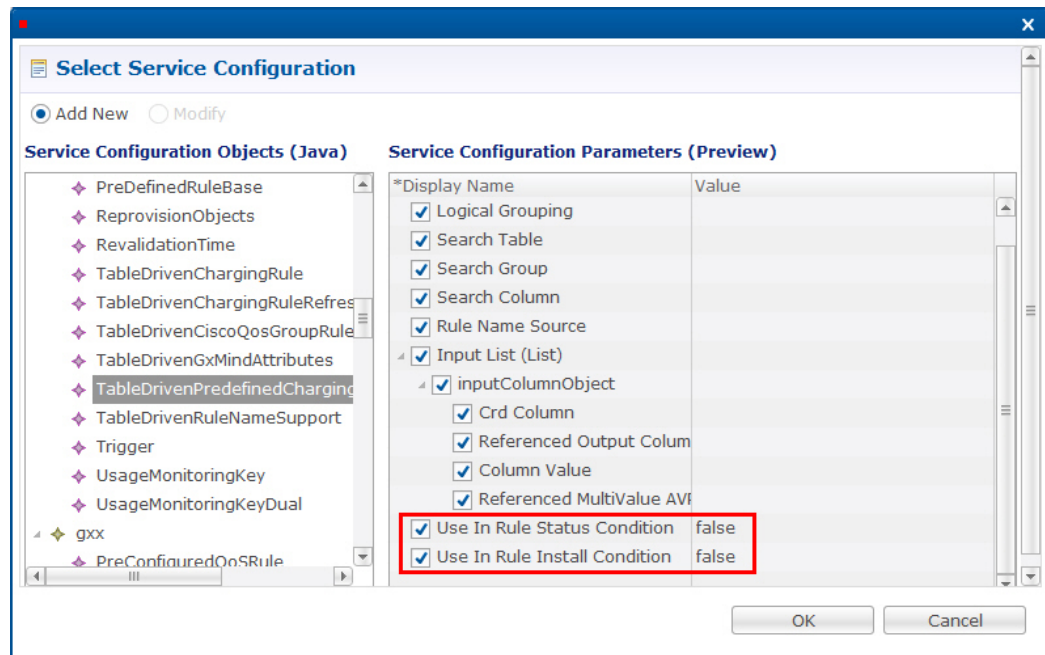 x
Select Service Configuration
Add New Modify
Service Configuration Objects (Java)
PreDefinedRuleBase
ReprovisionObjects
RevalidationTime
TableDrivenChargingRule
TableDrivenChargingRuleRefres
TableDrivenCiscoQosGroupRule
TableDrivenGxMindAttributes
TableDrivenPredefinedCharging
TableDrivenRuleNameSupport
Trigger
UsageMonitoringKey
UsageMonitoringKeyDual
gxx
PreConfiguredQoSRule
Service Configuration Parameters (Preview)
*Display Name Value
Logical Grouping
Search Table
Search Group
Search Column
Rule Name Source
Input List (List)
inputColumnObject
Crd Column
Referenced Output Colum
Column Value
Referenced MultiValue AVP
Use In Rule Status Condition false
Use In Rule Install Condition false
OK Cancel